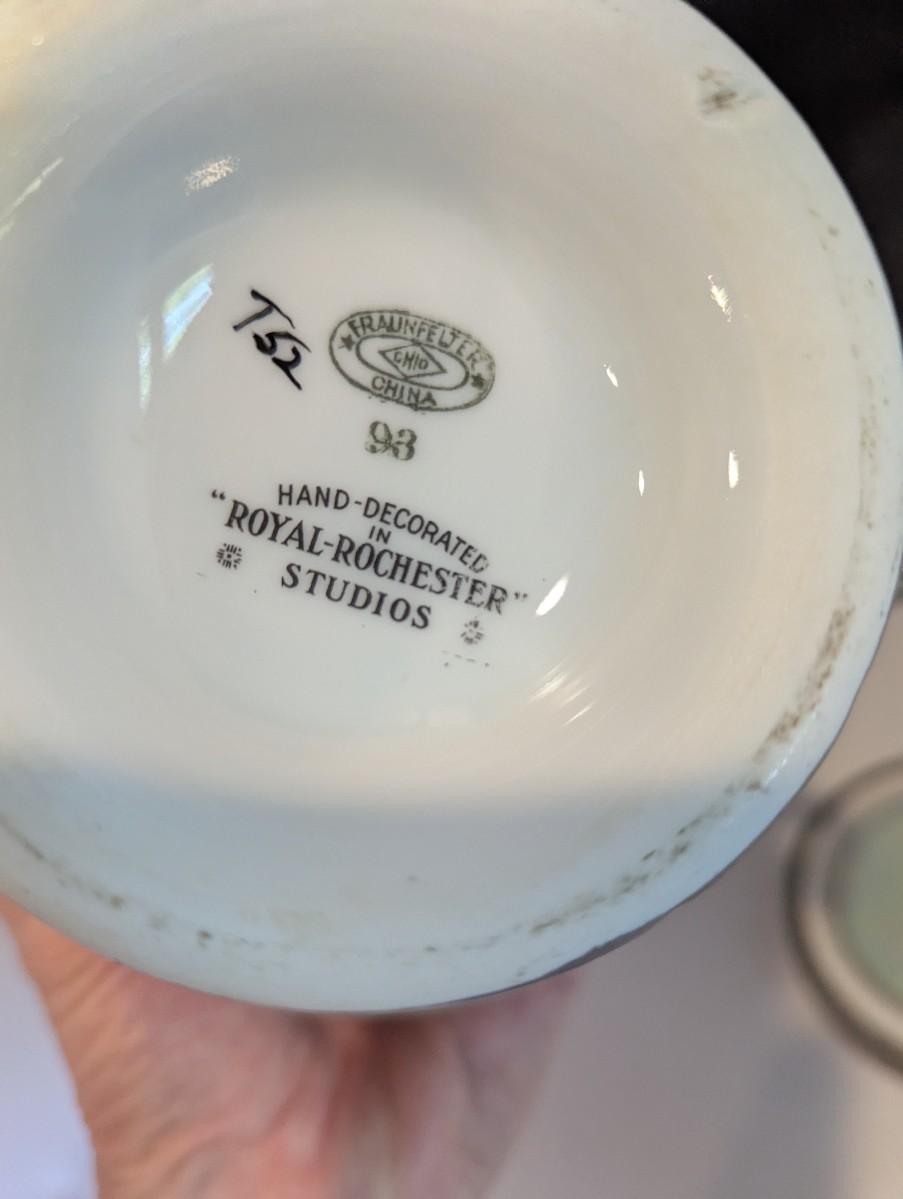 T52
FRAUNFELTER
OHIO
CHINA
93
HAND-DECORATED
IN
"ROYAL-ROCHESTER"
STUDIOS